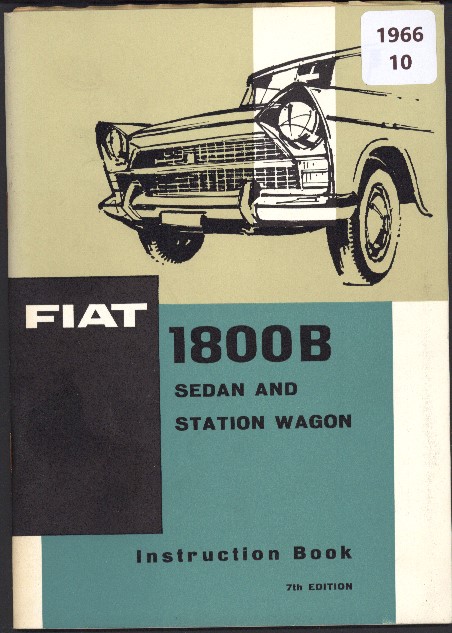 1966
10
FIAT
1800B
SEDAN AND
STATION WAGON
Instruction Book
7th EDITION